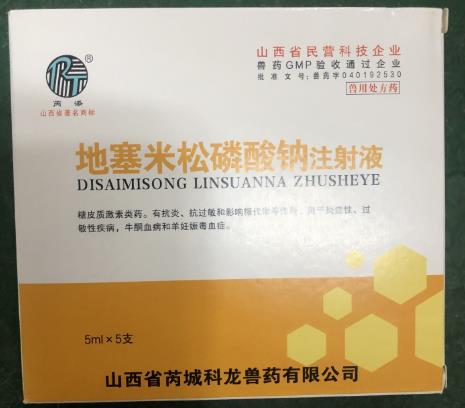 RT®
芮添
山西省著名商标
山西省民营科技企业
兽药GMP验收通过企业
批准文号:兽药字040192530
兽用处方药
地塞米松磷酸钠注射液
DISAIMISONG LINSUANNA ZHUSHEYE
糖皮质激素类药。有抗炎、抗过敏和影响糖代谢等作用。用于炎症性、过
敏性疾病，牛酮血病和羊妊娠毒血症。
5ml×5支
山西省芮城科龙兽药有限公司